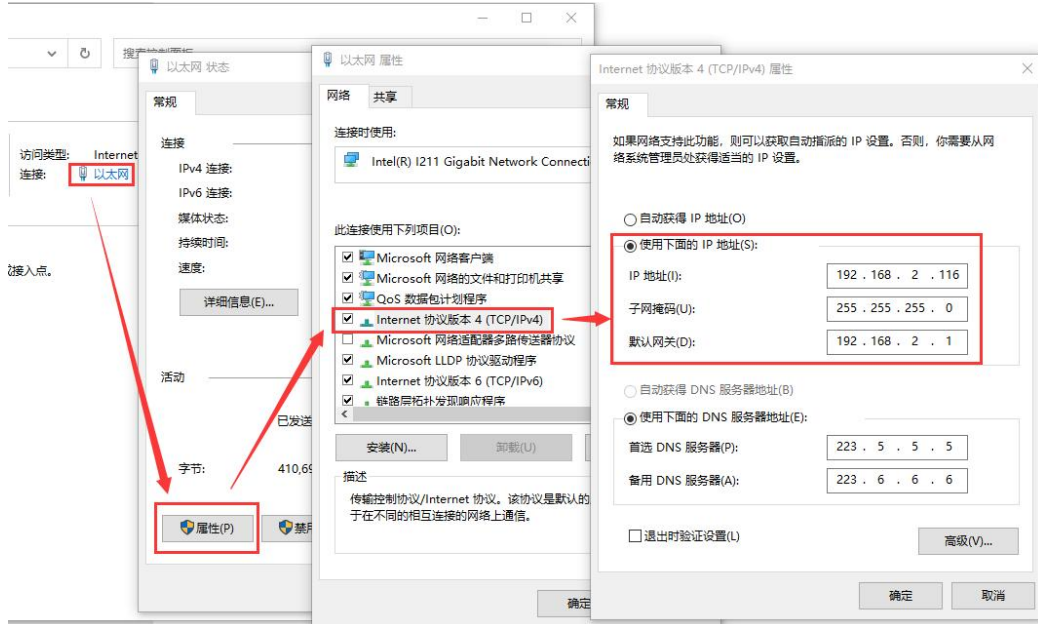 访问类型: Internet
连接: 以太网
接入点。
以太网 状态
常规
连接
IPv4 连接:
IPv6 连接:
媒体状态:
持续时间:
速度:
详细信息(E)...
活动
已发送
字节: 410,69
属性(P)
禁用
以太网 属性
网络 共享
连接时使用:
Intel(R) I211 Gigabit Network Connecti
此连接使用下列项目(O):
Microsoft 网络客户端
Microsoft 网络的文件和打印机共享
QoS 数据包计划程序
Internet 协议版本 4 (TCP/IPv4)
Microsoft 网络适配器多路传送器协议
Microsoft LLDP 协议驱动程序
Internet 协议版本 6 (TCP/IPv6)
链路层拓扑发现响应程序
安装(N)... 卸载(U)
描述
传输控制协议/Internet 协议。该协议是默认的
于在不同的相互连接的网络上通信。
确定
Internet 协议版本 4 (TCP/IPv4) 属性
常规
如果网络支持此功能，则可以获取自动指派的 IP 设置。否则，你需要从网
络系统管理员处获得适当的 IP 设置。
自动获得 IP 地址(O)
使用下面的 IP 地址(S):
IP 地址(I): 192 . 168 . 2 . 116
子网掩码(U): 255 . 255 . 255 . 0
默认网关(D): 192 . 168 . 2 . 1
自动获得 DNS 服务器地址(B)
使用下面的 DNS 服务器地址(E):
首选 DNS 服务器(P): 223 . 5 . 5 . 5
备用 DNS 服务器(A): 223 . 6 . 6 . 6
退出时验证设置(L)
高级(V)...
确定 取消